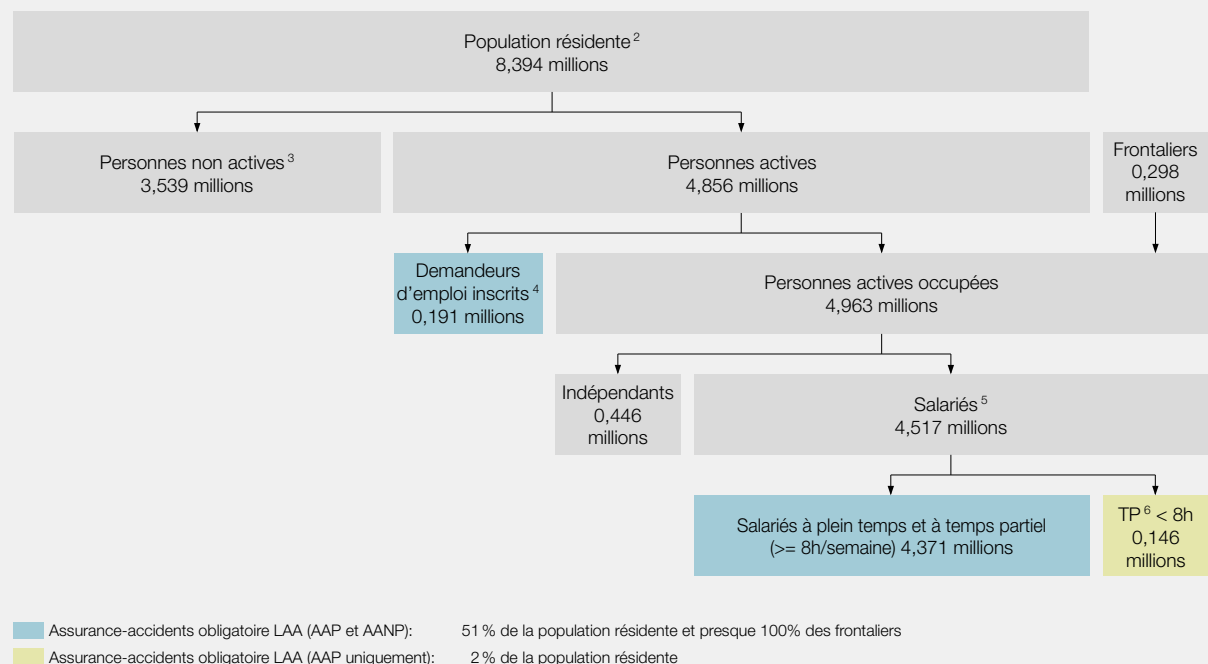 Population résidente 2
8,394 millions
Personnes non actives 3
3,539 millions
Personnes actives
4,856 millions
Frontaliers
0,298
millions
Demandeurs
d'emploi inscrits 4
0,191 millions
Personnes actives occupées
4,963 millions
Indépendants
0,446
millions
Salariés 5
4,517 millions
Salariés à plein temps et à temps partiel
(>= 8h/semaine) 4,371 millions
TP 6 < 8h
0,146
millions
Assurance-accidents obligatoire LAA (AAP et AANP): 51 % de la population résidente et presque 100% des frontaliers
Assurance-accidents obligatoire LAA (AAP uniquement): 2 % de la population résidente